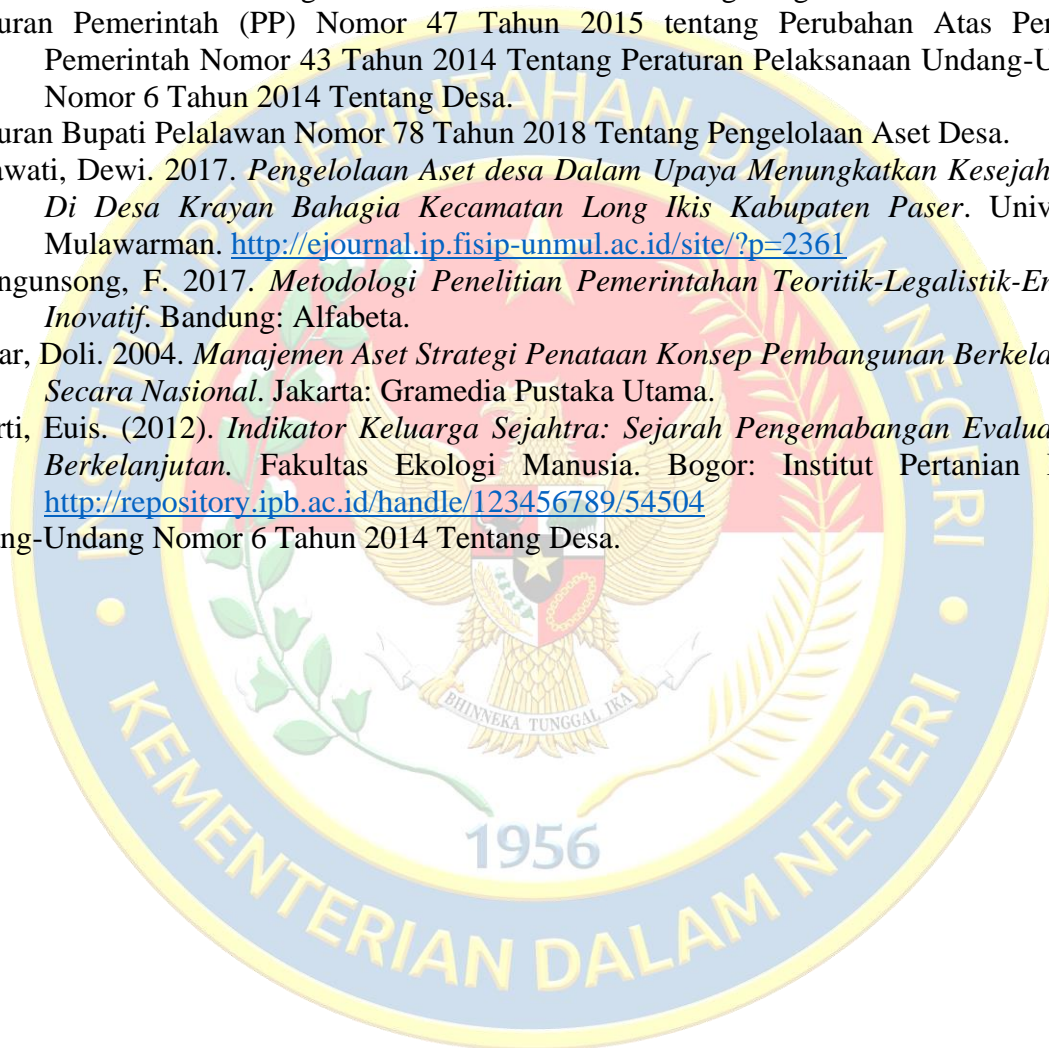 uran Pemerintah (PP) Nomor 47 Tahun 2015 tentang Perubahan Atas Per
Pemerintah Nomor 43 Tahun 2014 Tentang Peraturan Pelaksanaan Undang-U
Nomor 6 Tahun 2014 Tentang Desa.
uran Bupati Pelalawan Nomor 78 Tahun 2018 Tentang Pengelolaan Aset Desa.
awati, Dewi. 2017. Pengelolaan Aset desa Dalam Upaya Menungkatkan Kesejah
Di Desa Krayan Bahagia Kecamatan Long Ikis Kabupaten Paser. Univ
Mulawarman. http://ejournal.ip.fisip-unmul.ac.id/site/?p=2361
ngunsong, F. 2017. Metodologi Penelitian Pemerintahan Teoritik-Legalistik-E
Inovatif. Bandung: Alfabeta.
ar, Doli. 2004. Manajemen Aset Strategi Penataan Konsep Pembangunan Berkela
Secara Nasional. Jakarta: Gramedia Pustaka Utama.
rti, Euis. (2012). Indikator Keluarga Sejahtra: Sejarah Pengemabangan Evalua
Berkelanjutan. Fakultas Ekologi Manusia. Bogor: Institut Pertanian
http://repository.ipb.ac.id/handle/123456789/54504
ng-Undang Nomor 6 Tahun 2014 Tentang Desa.
INSTITUT PEMERINTAHAN DALAM NEGERI
BHINNEKA TUNGGAL IKA
1956
KEMENTERIAN DALAM NEGERI